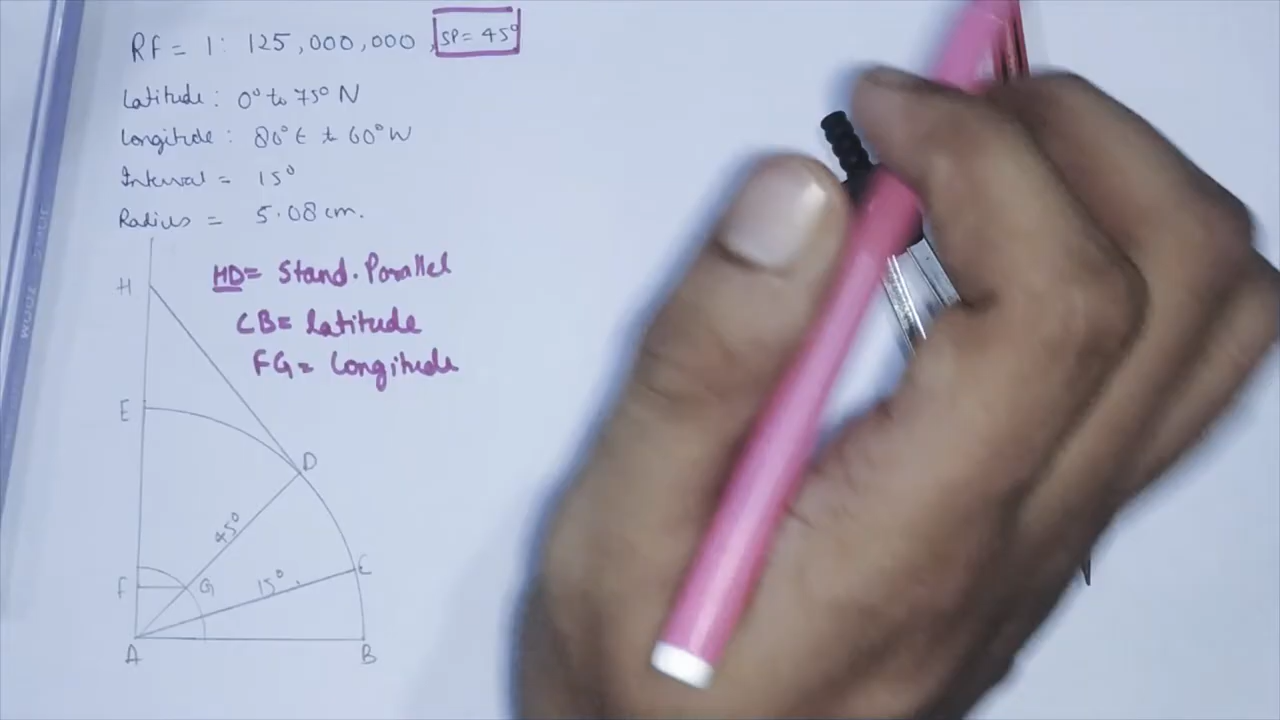 RF = 1 : 125,000,000, SP = 45°
Latitude : 0° to 75° N
Longitude : 80° E to 60° W
Interval = 15°
Radius = 5.08 cm.
H
HD= Stand. Parallel
CB= Latitude
FG= Longitude
E
D
45°
C
F
G
15°
A
B